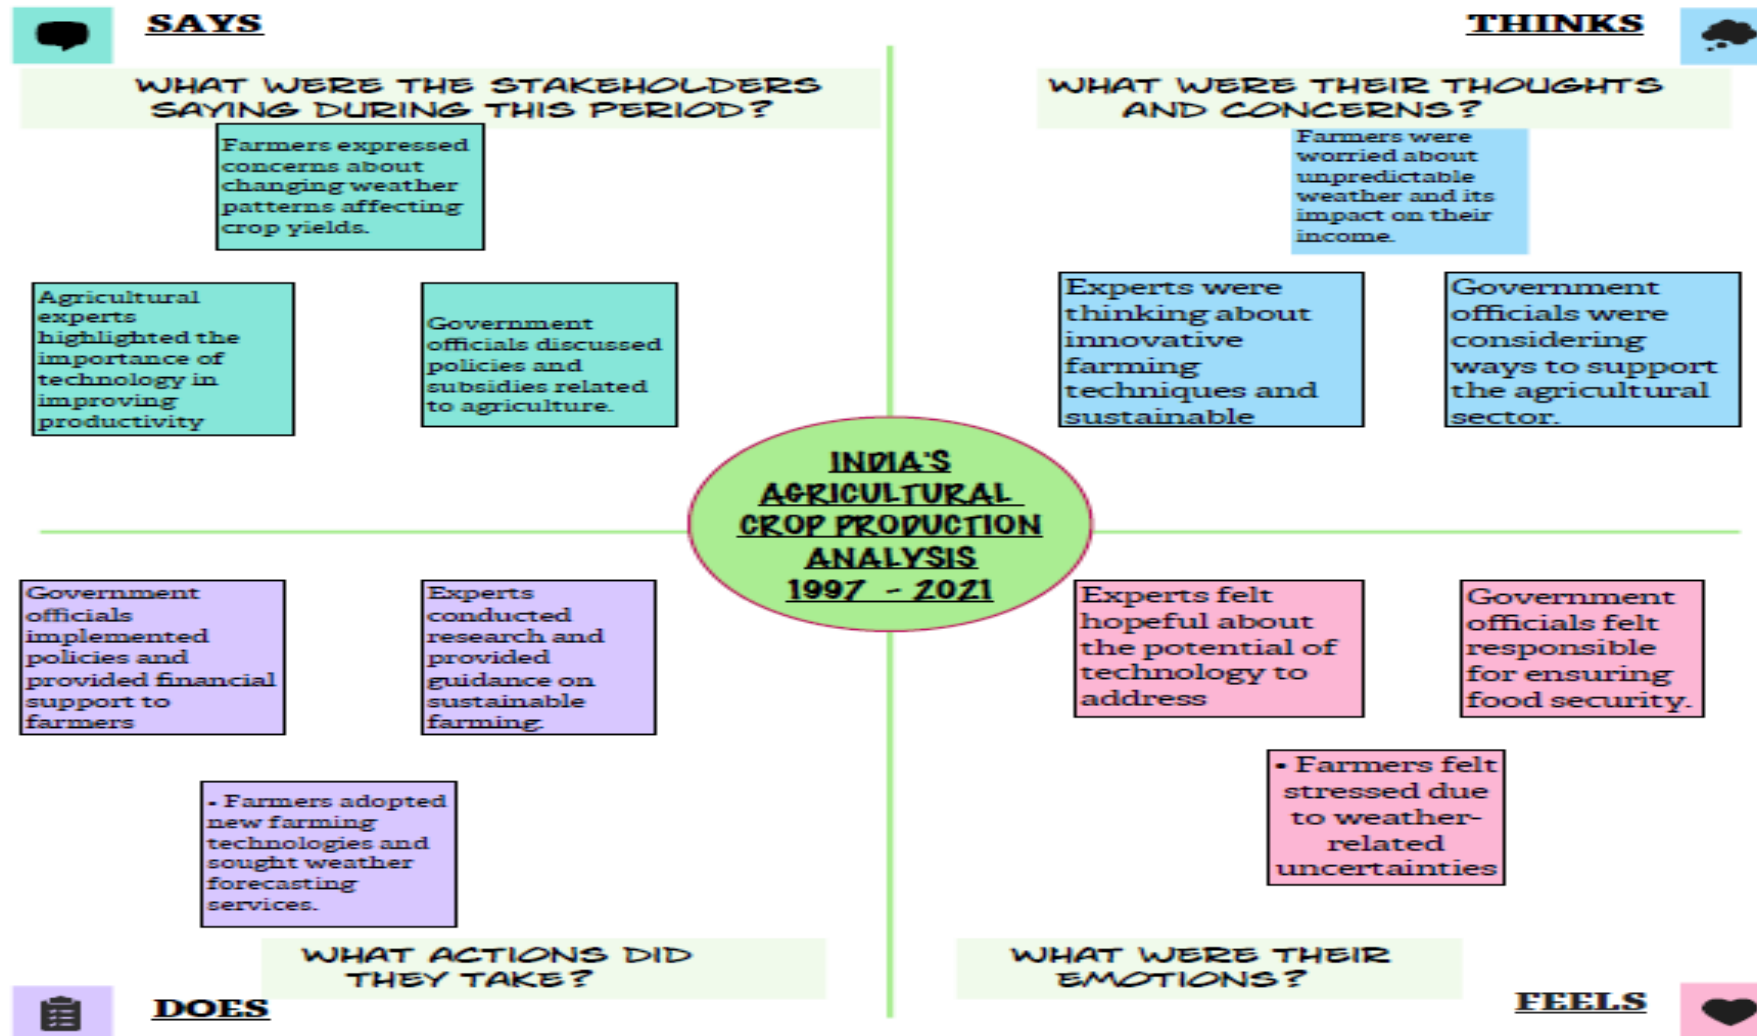 SAYS
WHAT WERE THE STAKEHOLDERS
SAYING DURING THIS PERIOD?
Farmers expressed
concerns about
changing weather
patterns affecting
crop yields.
Agricultural
experts
highlighted the
importance of
technology in
improving
productivity
Government
officials discussed
policies and
subsidies related
to agriculture.
THINKS
WHAT WERE THEIR THOUGHTS
AND CONCERNS?
Farmers were
worried about
unpredictable
weather and its
impact on their
income.
Experts were
thinking about
innovative
farming
techniques and
sustainable
Government
officials were
considering
ways to support
the agricultural
sector.
INDIA'S
AGRICULTURAL
CROP PRODUCTION
ANALYSIS
1997 - 2021
Government
officials
implemented
policies and
provided financial
support to
farmers
Experts
conducted
research and
provided
guidance on
sustainable
farming.
• Farmers adopted
new farming
technologies and
sought weather
forecasting
services.
WHAT ACTIONS DID
THEY TAKE?
DOES
Experts felt
hopeful about
the potential of
technology to
address
Government
officials felt
responsible
for ensuring
food security.
• Farmers felt
stressed due
to weather-
related
uncertainties
WHAT WERE THEIR
EMOTIONS?
FEELS